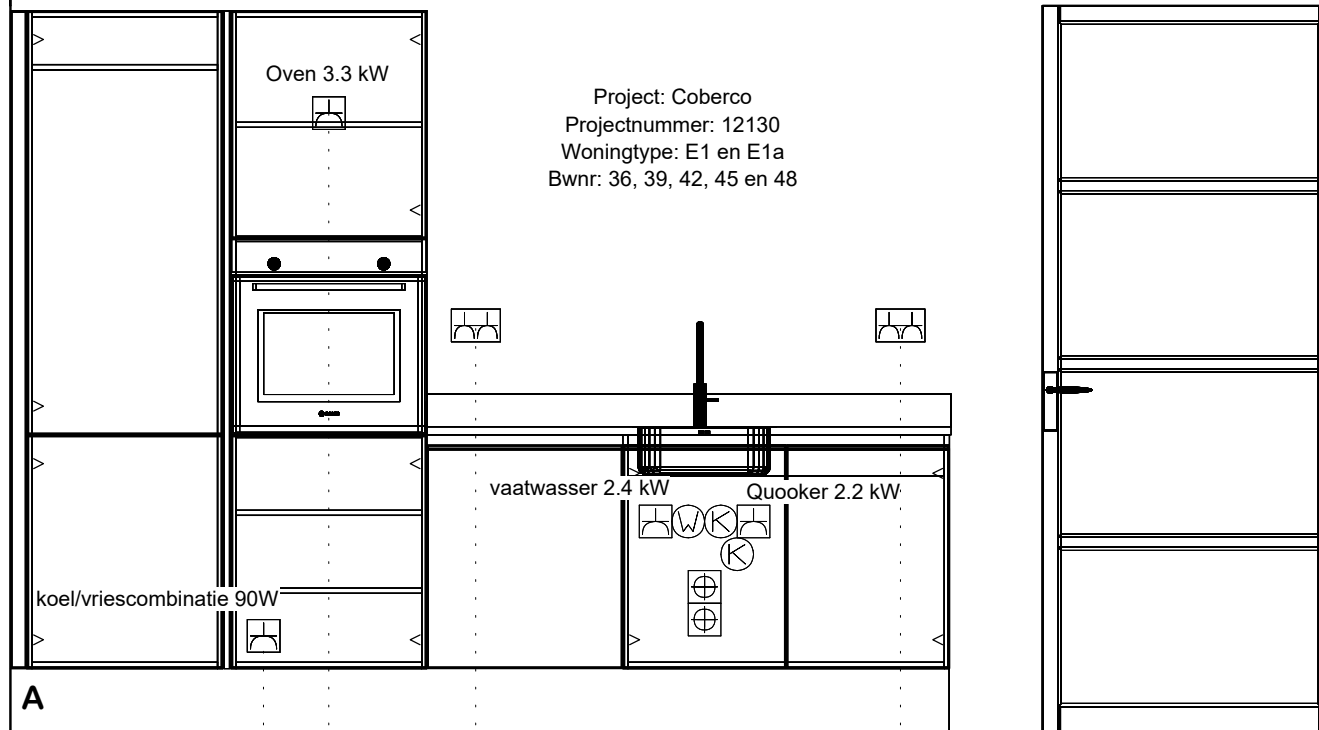 Oven 3.3 kW
Project: Coberco
Projectnummer: 12130
Woningtype: E1 en E1a
Bwnr: 36, 39, 42, 45 en 48
vaatwasser 2.4 kW
Quooker 2.2 kW
W
K
K
koel/vriescombinatie 90W
A